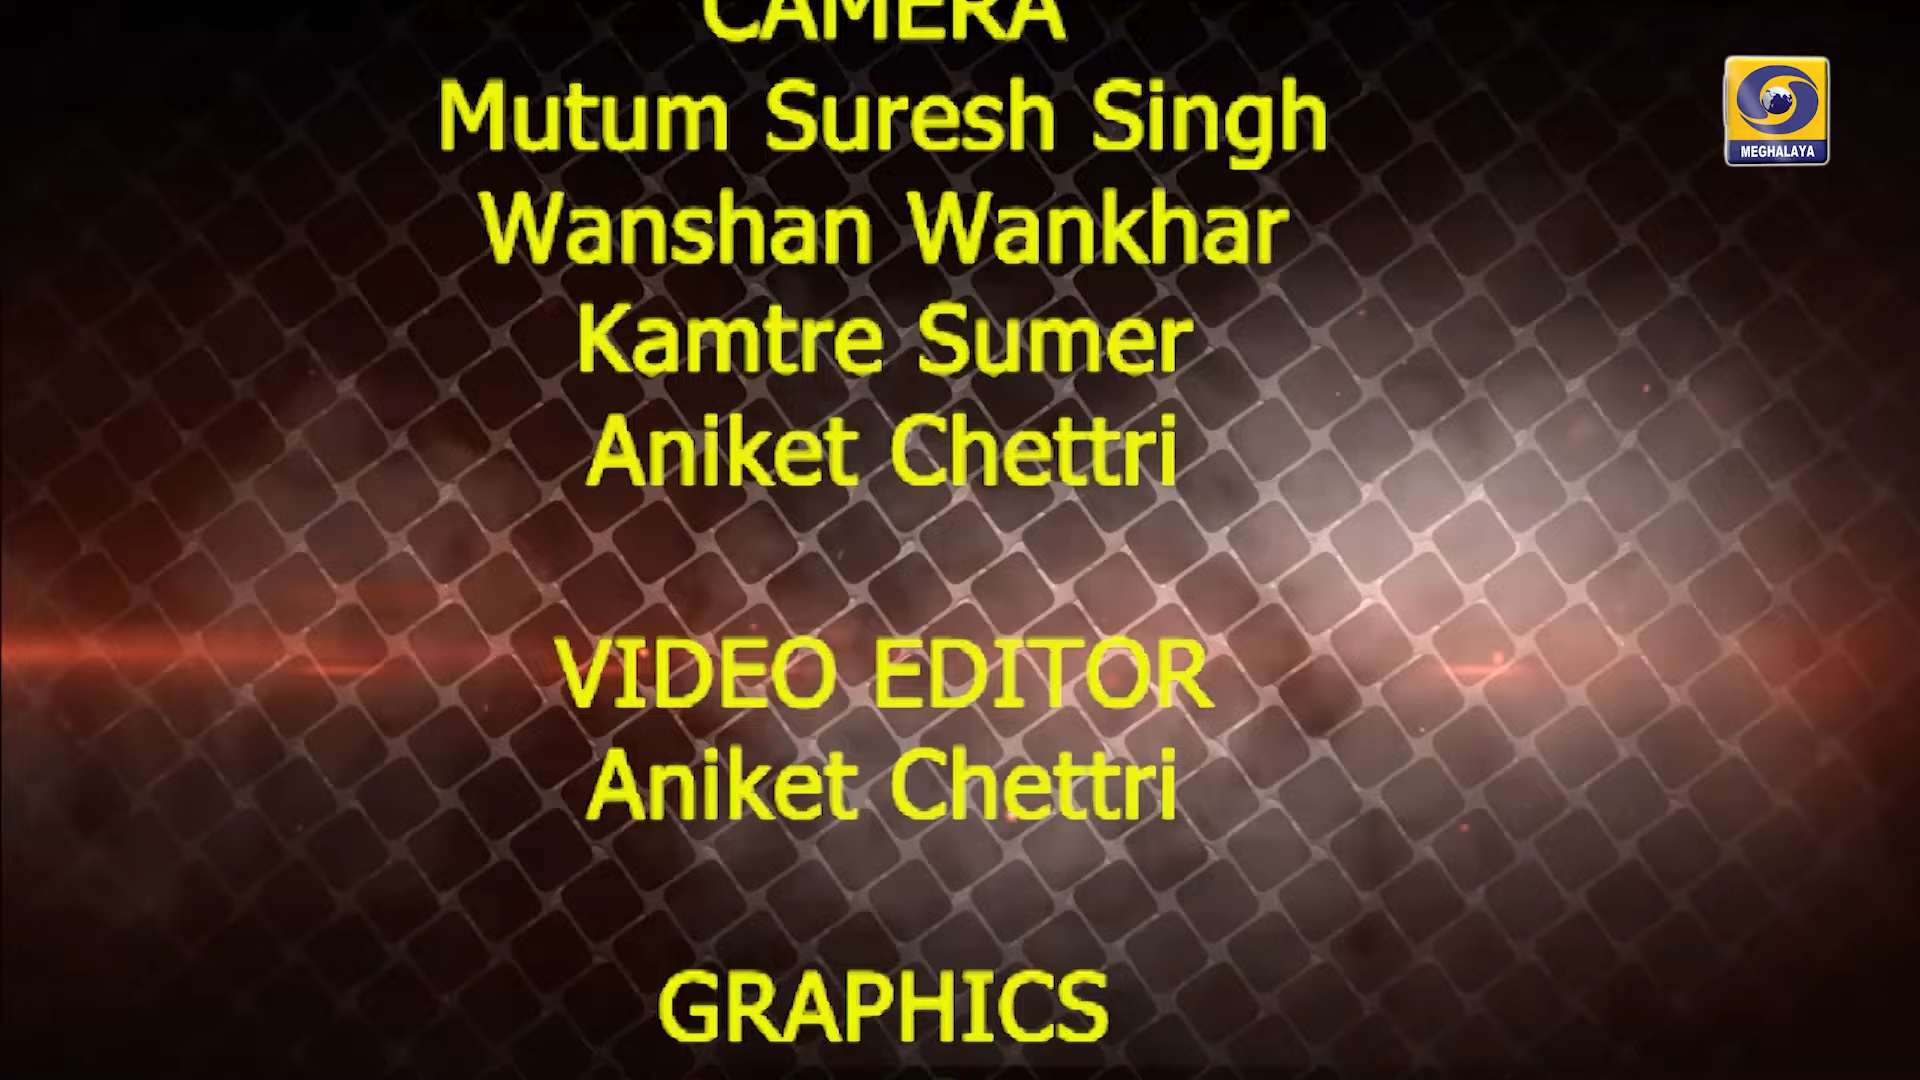 CAMERA
Mutum Suresh Singh
Wanshan Wankhar
Kamtre Sumer
Aniket Chettri
VIDEO EDITOR
Aniket Chettri
GRAPHICS
MEGHALAYA